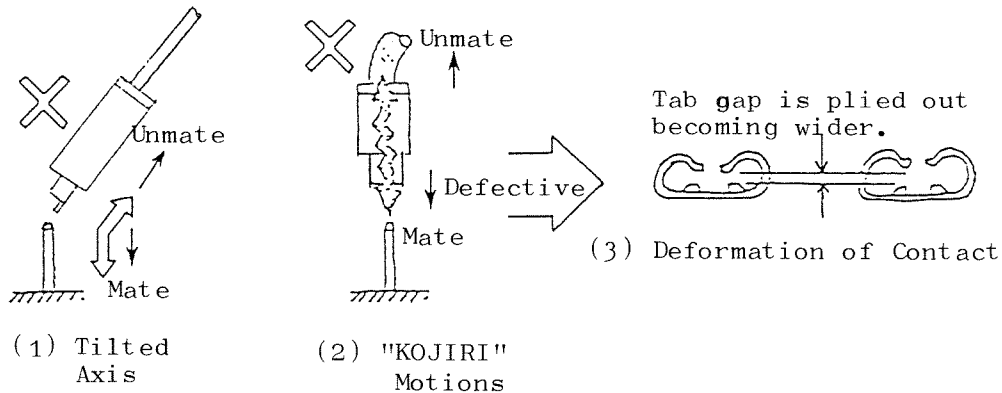 Unmate
Mate
(1) Tilted
Axis
Unmate
Defective
Mate
(2) "KOJIRI"
Motions
Tab gap is plied out
becoming wider.
(3) Deformation of Contact